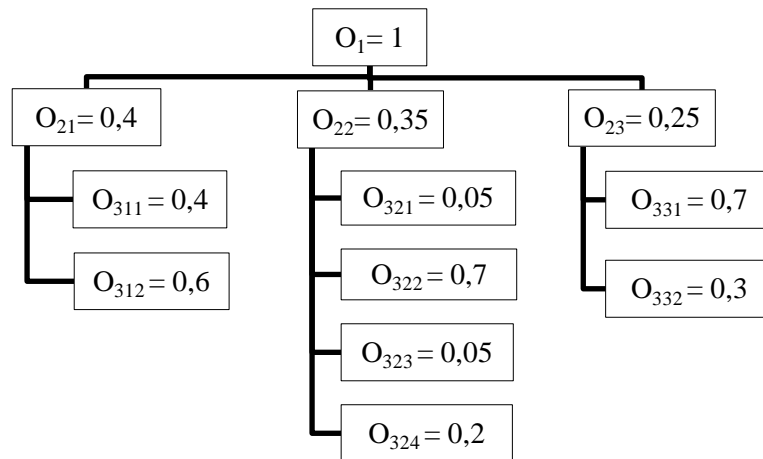 O₁= 1
O₂₁= 0,4
O₂₂= 0,35
O₂₃= 0,25
O₃₁₁= 0,4
O₃₁₂= 0,6
O₃₂₁= 0,05
O₃₂₂= 0,7
O₃₂₃= 0,05
O₃₂₄= 0,2
O₃₃₁= 0,7
O₃₃₂= 0,3